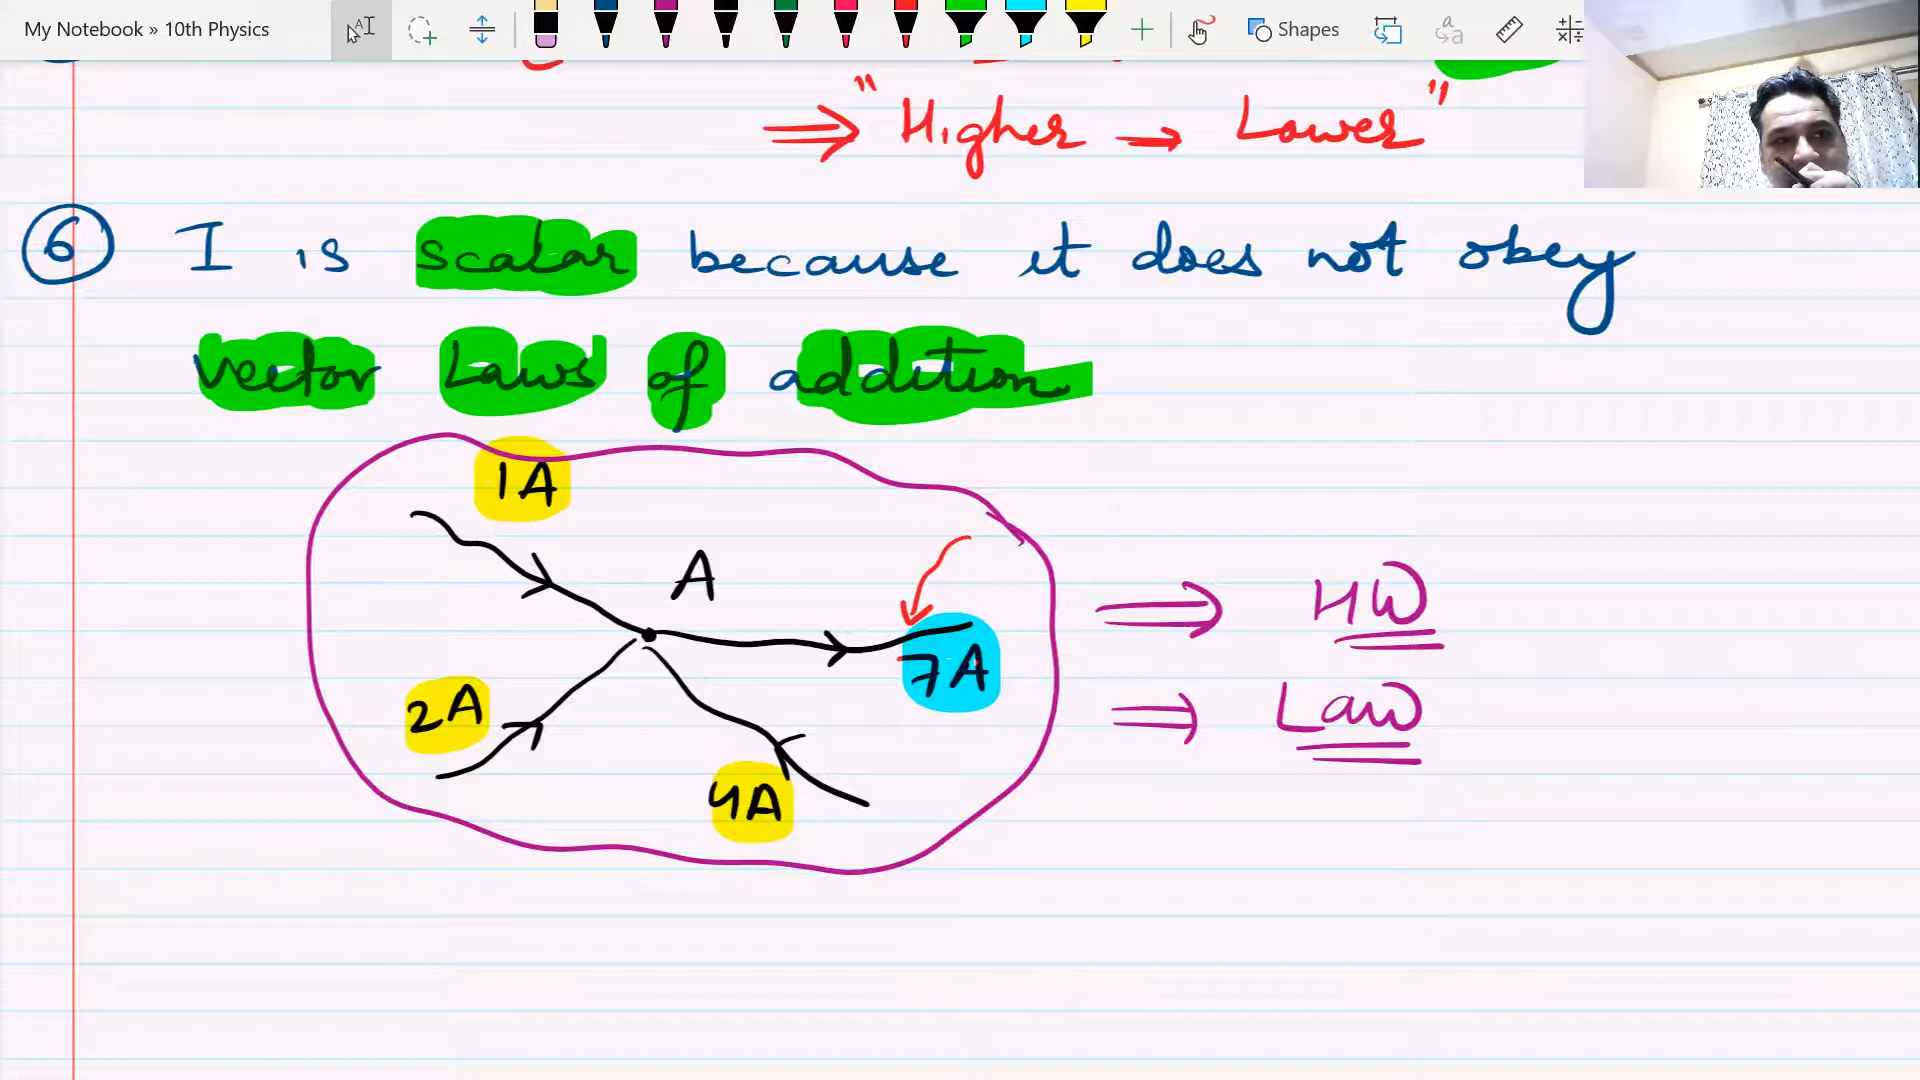 My Notebook » 10th Physics
Shapes
⇒ "Higher → Lower"
6 I is scalar because it does not obey
vector Laws of addition
1A
A
7A
2A
4A
⇒ HW
⇒ Law